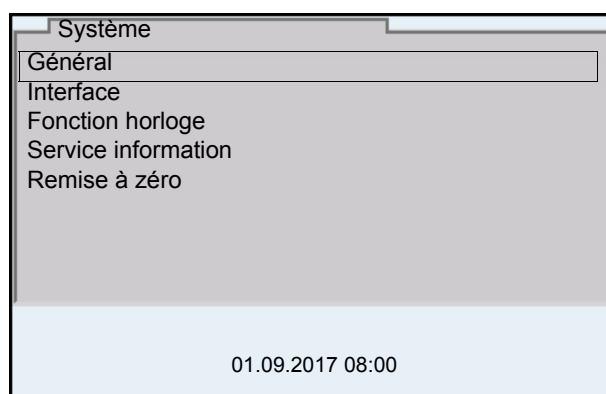 Système
Général
Interface
Fonction horloge
Service information
Remise à zéro
01.09.2017 08:00